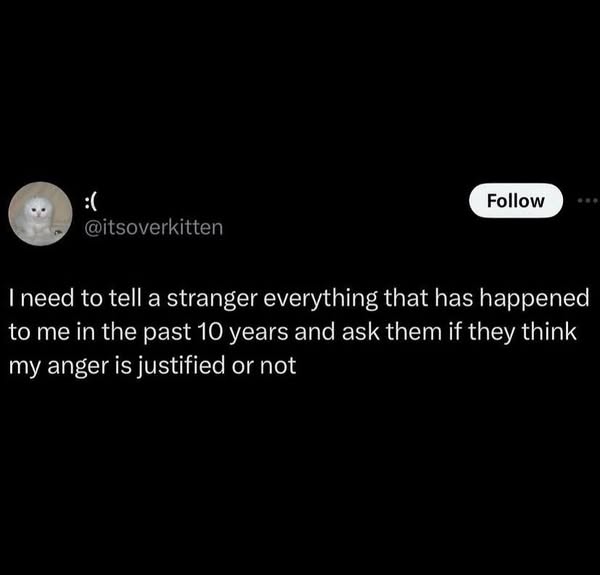 :(
Follow
@itsoverkitten
I need to tell a stranger everything that has happened
to me in the past 10 years and ask them if they think
my anger is justified or not